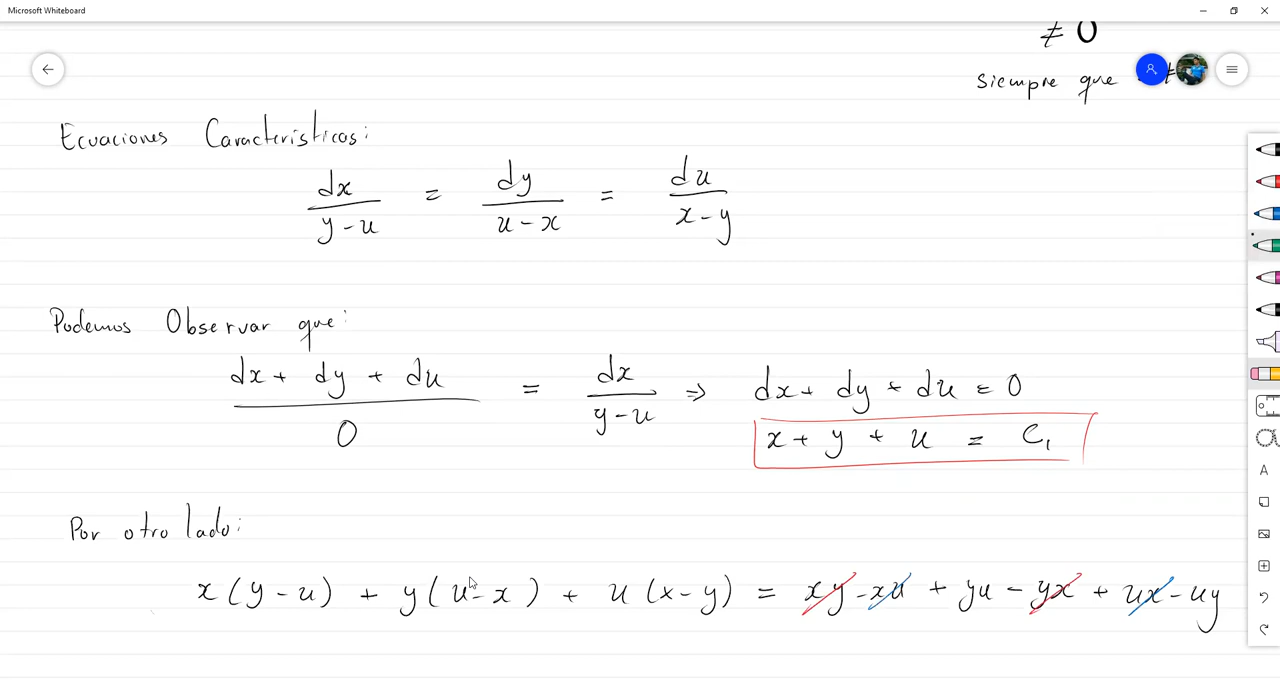 Microsoft Whiteboard
≠ 0
siempre que ≠
Ecuaciones Características:
dx/(y-u) = dy/(u-x) = du/(x-y)
Podemos Observar que:
(dx + dy + du)/0 = dx/(y-u) ⇒ dx + dy + du = 0
x + y + u = C₁
Por otro lado:
x(y-u) + y(u-x) + u(x-y) = xy - xu + yu - yx + ux - uy
A